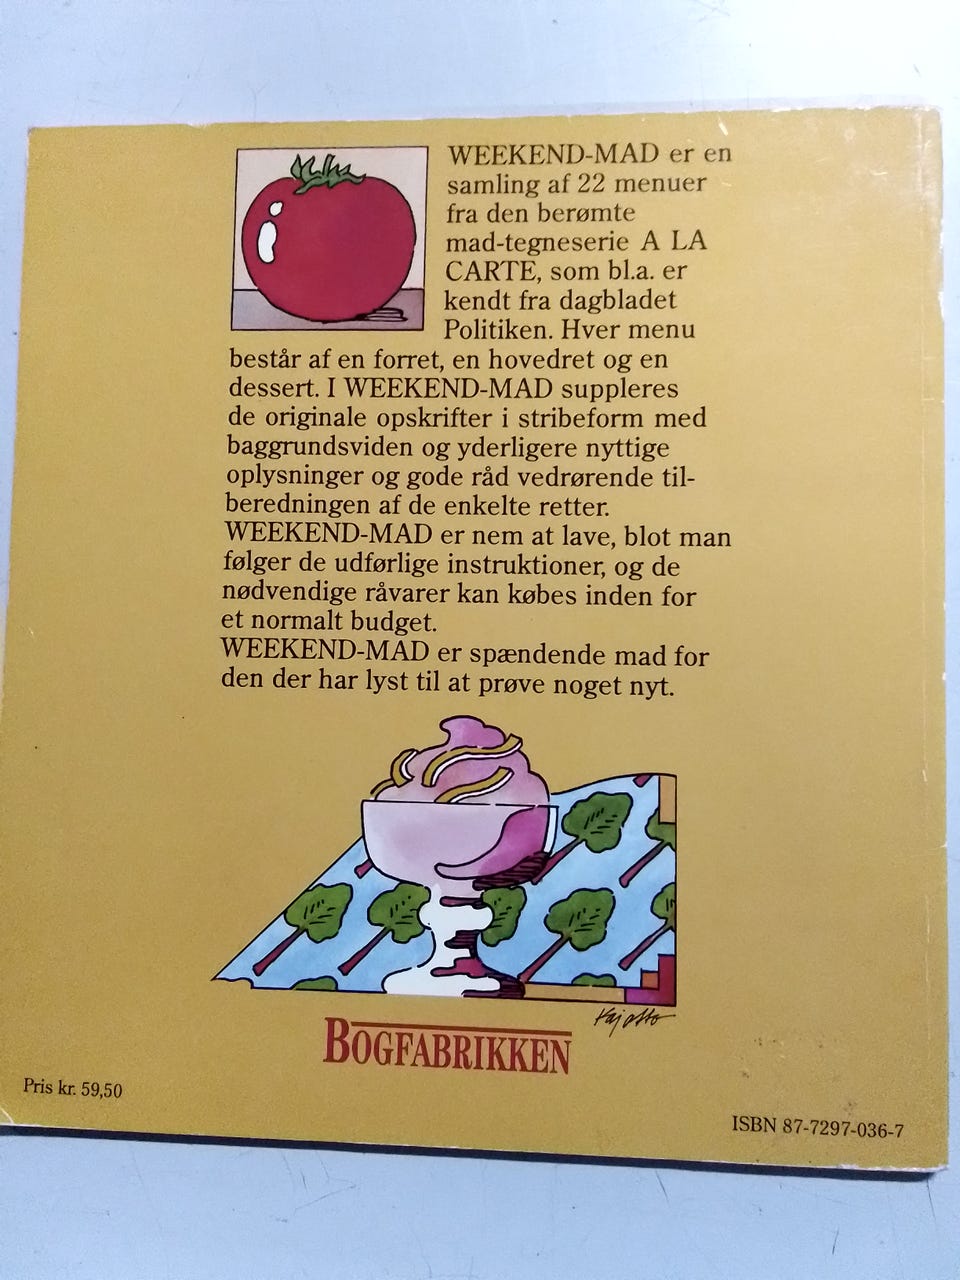 WEEKEND-MAD er en
samling af 22 menuer
fra den berømte
mad-tegneserie A LA
CARTE, som bl.a. er
kendt fra dagbladet
Politiken. Hver menu
består af en forret, en hovedret og en
dessert. I WEEKEND-MAD suppleres
de originale opskrifter i stribeform med
baggrundsviden og yderligere nyttige
oplysninger og gode råd vedrørende til-
beredningen af de enkelte retter.
WEEKEND-MAD er nem at lave, blot man
følger de udførlige instruktioner, og de
nødvendige råvarer kan købes inden for
et normalt budget.
WEEKEND-MAD er spændende mad for
den der har lyst til at prøve noget nyt.
Kaj Otto
BOGFABRIKKEN
Pris kr. 59,50
ISBN 87-7297-036-7